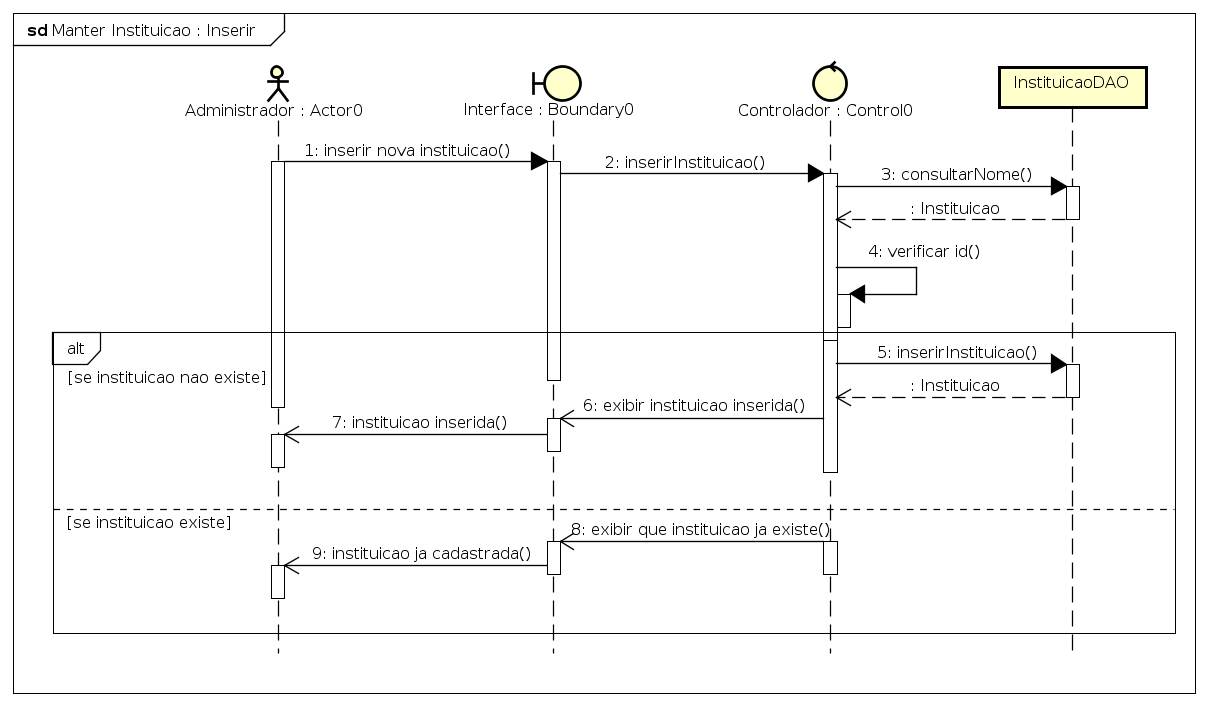 sd Manter Instituicao : Inserir
Administrador : Actor0
Interface : Boundary0
Controlador : Control0
InstituicaoDAO
1: inserir nova instituicao()
2: inserirInstituicao()
3: consultarNome()
: Instituicao
4: verificar id()
alt
[se instituicao nao existe]
5: inserirInstituicao()
: Instituicao
6: exibir instituicao inserida()
7: instituicao inserida()
[se instituicao existe]
8: exibir que instituicao ja existe()
9: instituicao ja cadastrada()